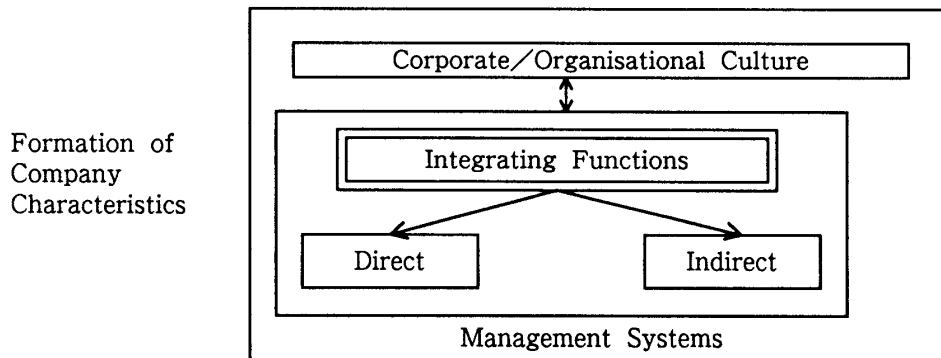 Corporate／Organisational Culture
Formation of
Company
Characteristics
Integrating Functions
Direct
Indirect
Management Systems